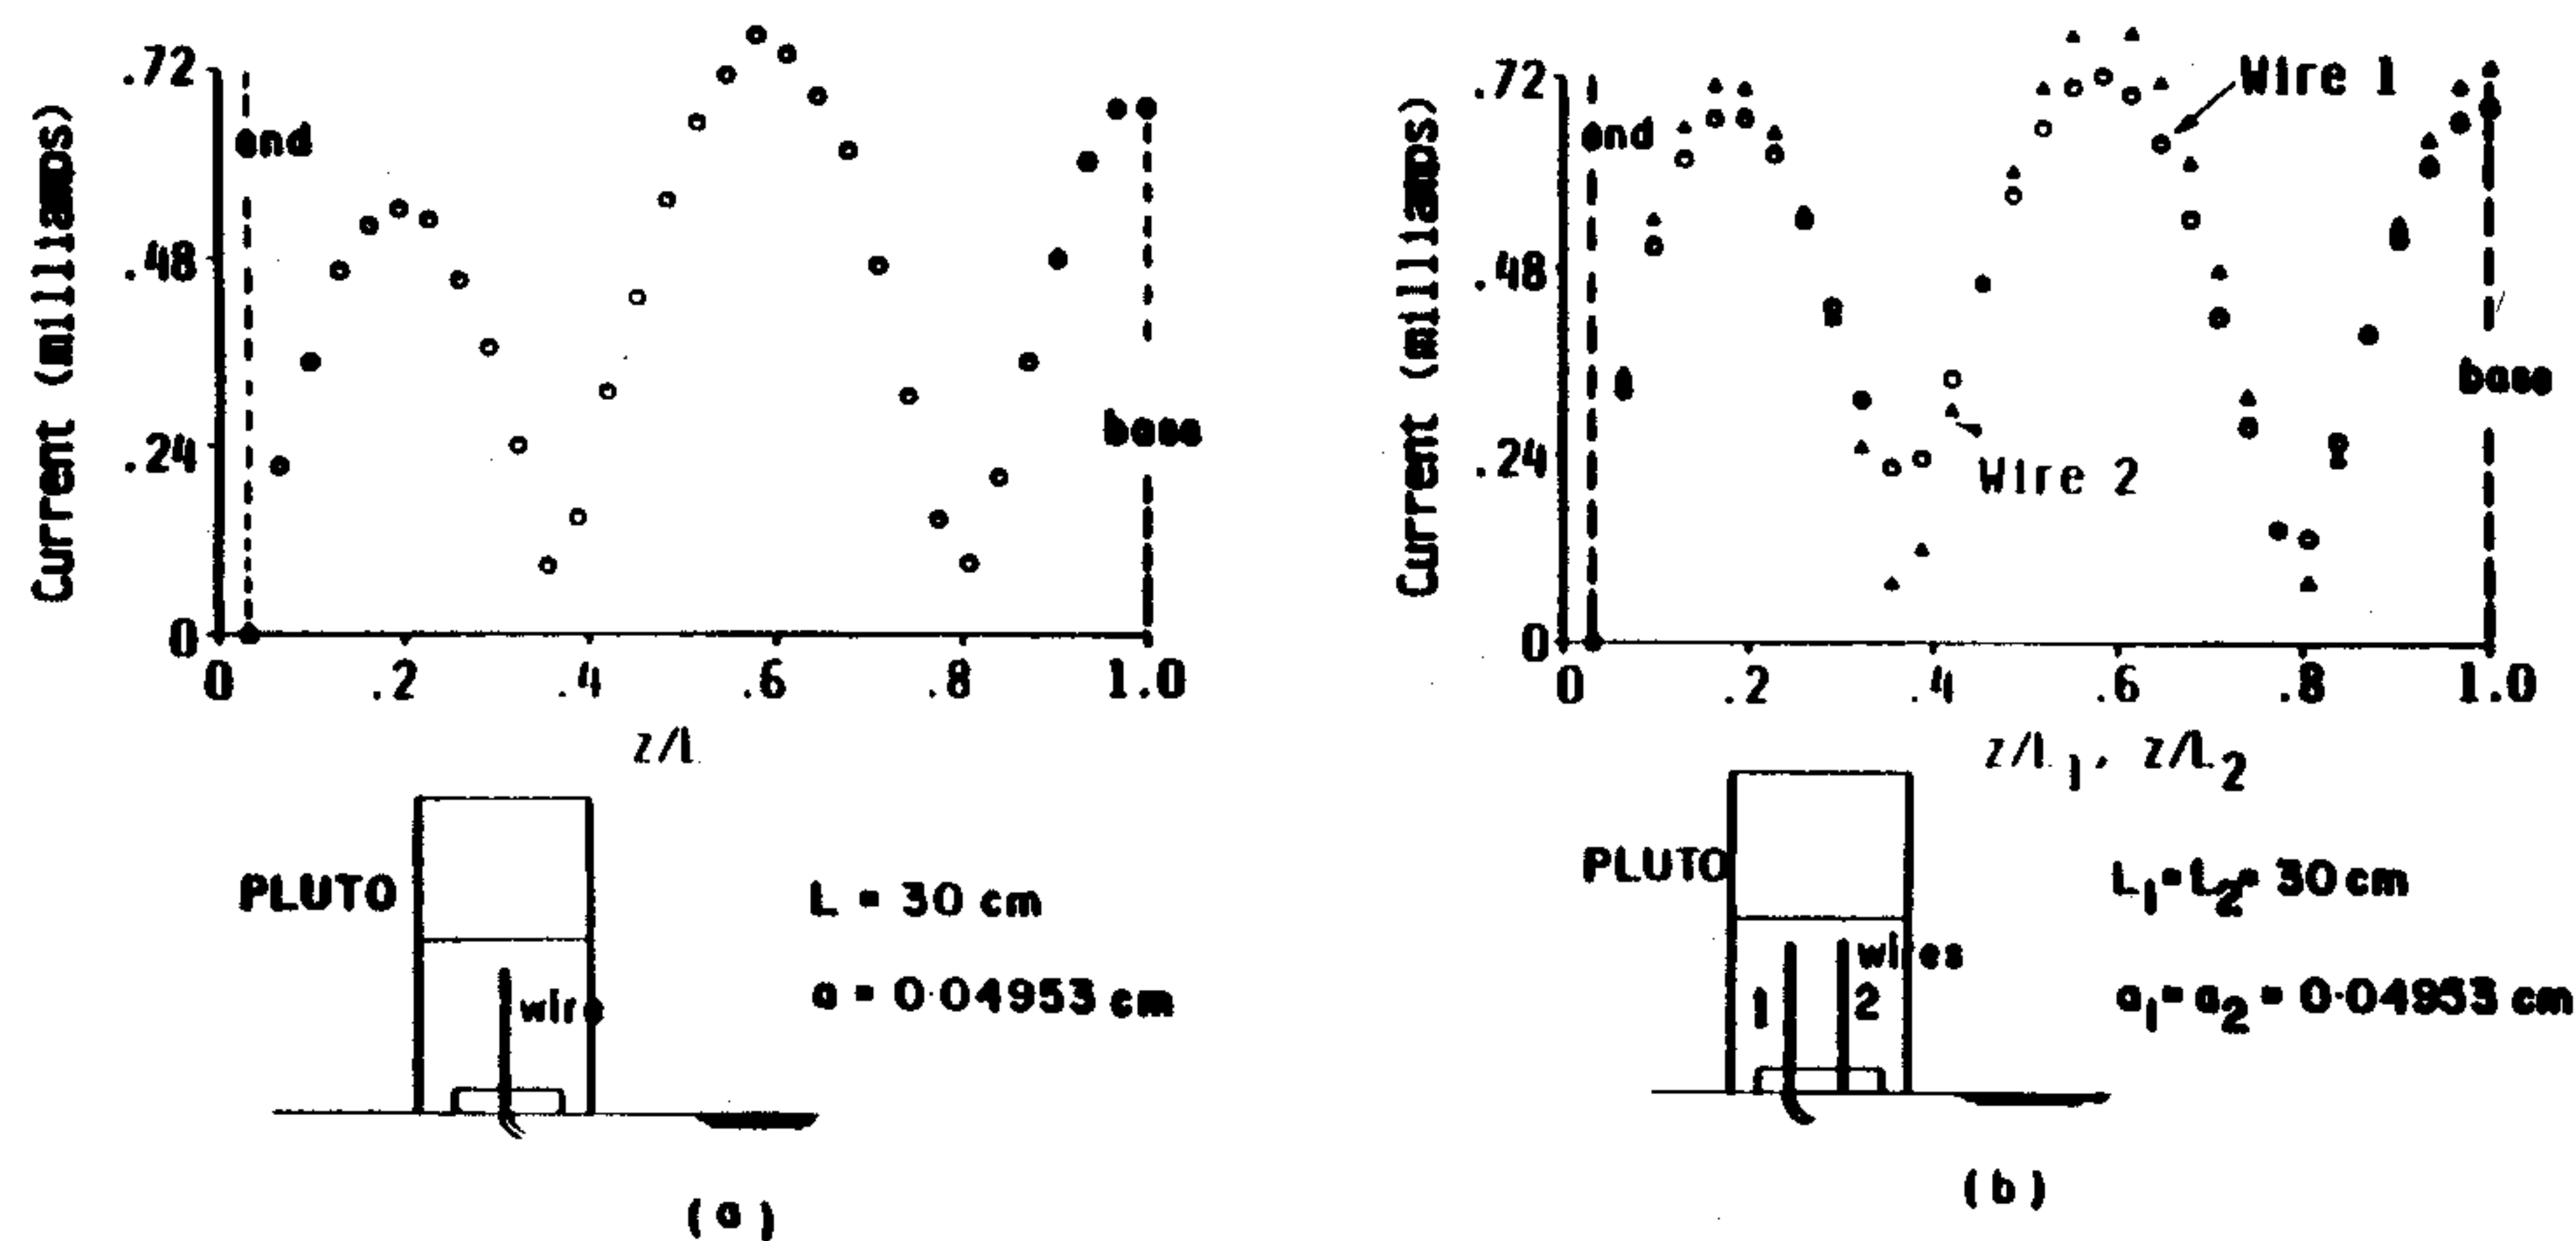 Current (milliamps)
.72
.48
.24
0
end
base
0 .2 .4 .6 .8 1.0
z/L
PLUTO
wire
L = 30 cm
a = 0.04953 cm
(a)
Current (milliamps)
.72
.48
.24
0
end
Wire 1
Wire 2
base
0 .2 .4 .6 .8 1.0
z/L1, z/L2
PLUTO
wires
1 2
L1 = L2 = 30 cm
a1 = a2 = 0.04953 cm
(b)